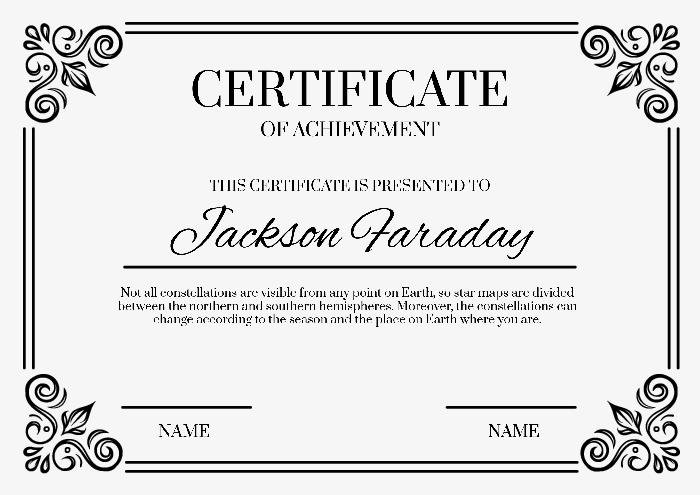 CERTIFICATE
OF ACHIEVEMENT
THIS CERTIFICATE IS PRESENTED TO
Jackson Faraday
Not all constellations are visible from any point on Earth, so star maps are divided
between the northern and southern hemispheres. Moreover, the constellations can
change according to the season and the place on Earth where you are.
NAME NAME